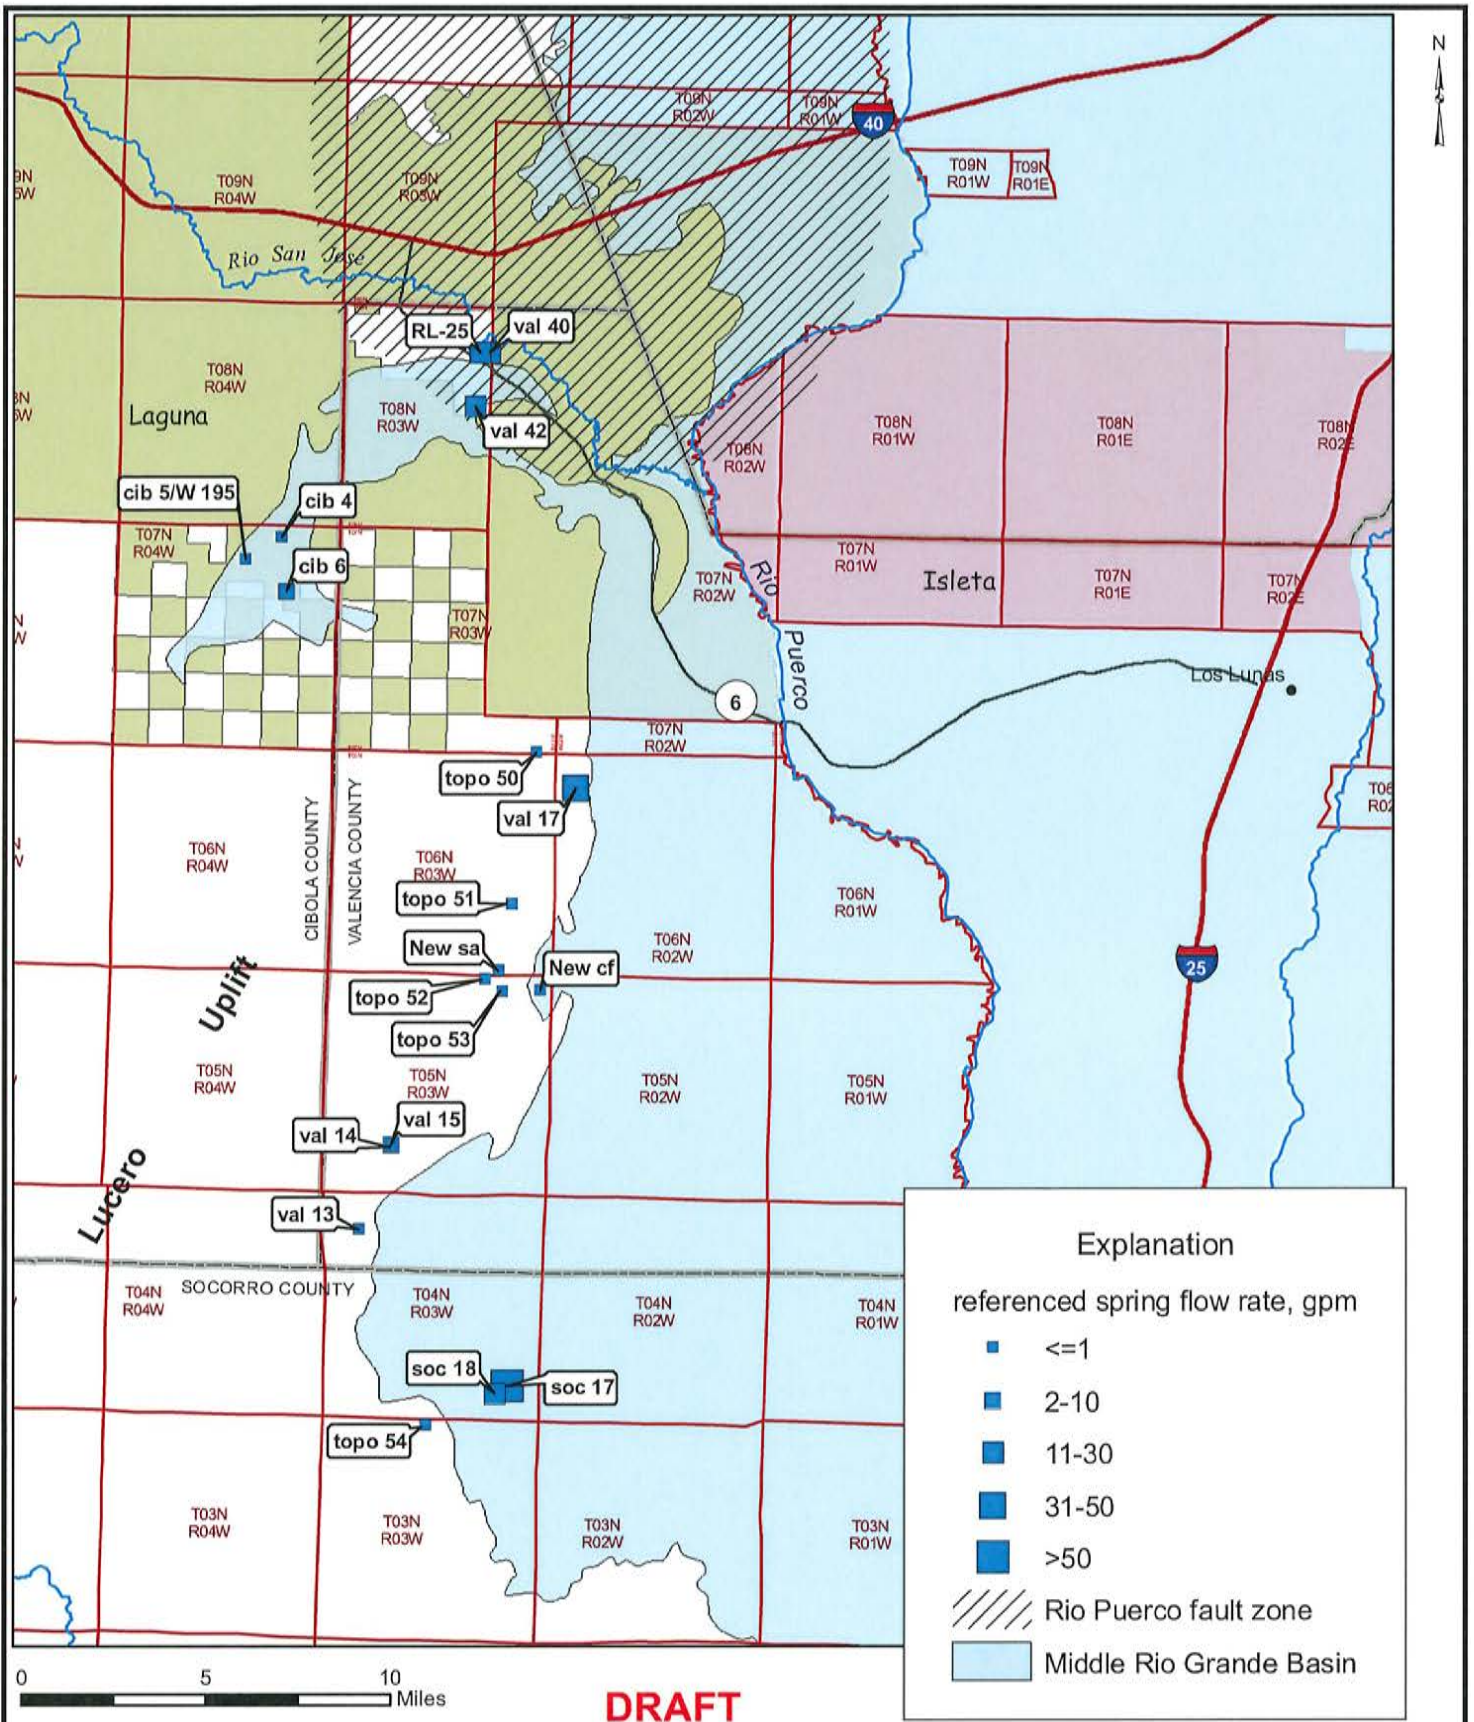 N
T09N
R02W
T09N
R01W
40
T09N
R01W
T09N
R01E
9N
5W
T09N
R04W
T09N
R03W
Rio San Jose
RL-25
val 40
T08N
R04W
Laguna
T08N
R03W
val 42
T08N
R02W
T08N
R01W
T08N
R01E
T08N
R02E
cib 5/W 195
cib 4
T07N
R04W
cib 6
T07N
R03W
T07N
R02W
Rio
Puerco
T07N
R01W
Isleta
T07N
R01E
T07N
R02E
Los Lunas
6
T07N
R02W
topo 50
val 17
T06
R02
CIBOLA COUNTY
VALENCIA COUNTY
T06N
R04W
T06N
R03W
topo 51
T06N
R01W
New sa
T06N
R02W
New cf
25
topo 52
topo 53
Uplift
T05N
R04W
T05N
R03W
T05N
R02W
T05N
R01W
val 15
val 14
Lucero
val 13
SOCORRO COUNTY
T04N
R04W
T04N
R03W
T04N
R02W
T04N
R01W
soc 18
soc 17
topo 54
T03N
R04W
T03N
R03W
T03N
R02W
T03N
R01W
Explanation
referenced spring flow rate, gpm
<=1
2-10
11-30
31-50
>50
Rio Puerco fault zone
Middle Rio Grande Basin
0 5 10
Miles
DRAFT